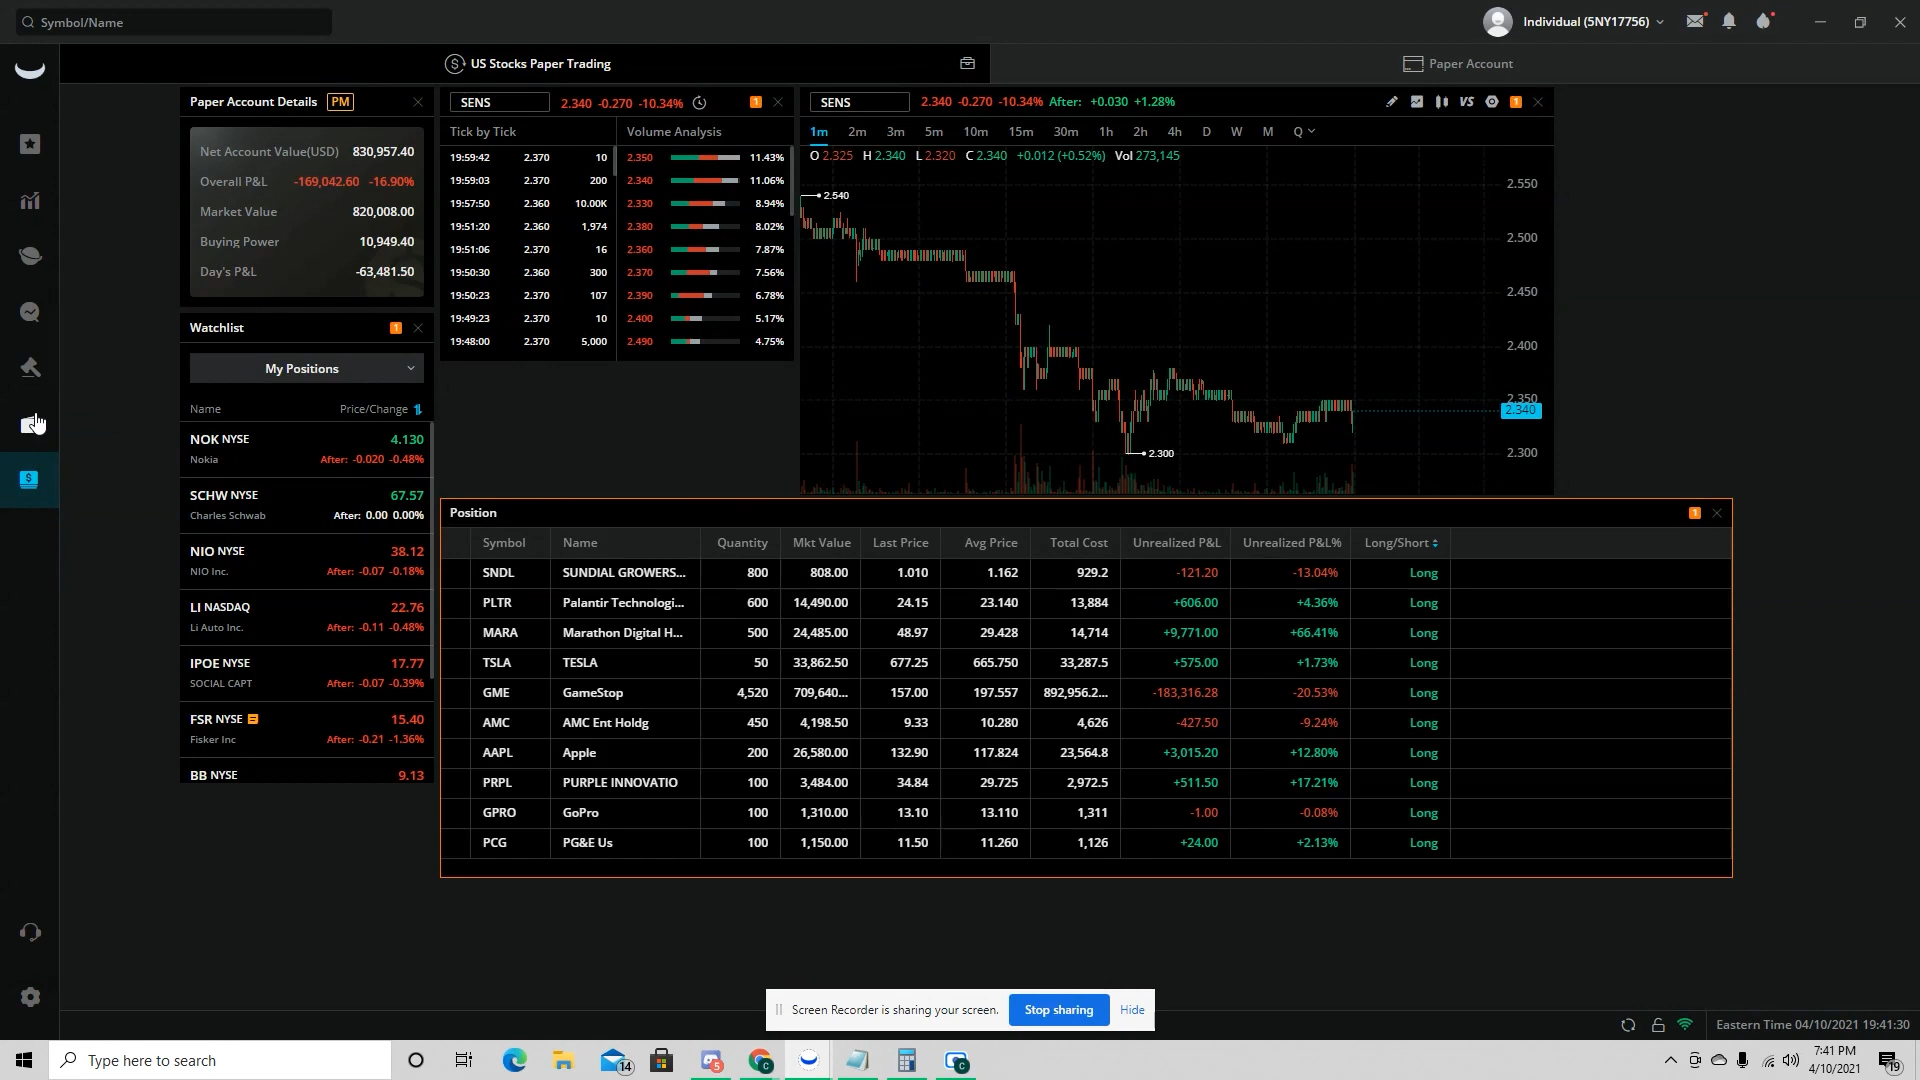 Symbol/Name
Individual (5NY17756)
US Stocks Paper Trading
Paper Account
Paper Account Details PM
Net Account Value(USD) 830,957.40
Overall P&L -169,042.60 -16.90%
Market Value 820,008.00
Buying Power 10,949.40
Day's P&L -63,481.50
SENS 2.340 -0.270 -10.34% 1
Tick by Tick Volume Analysis
19:59:42 2.370 10 2.350 11.43%
19:59:03 2.370 200 2.340 11.06%
19:57:50 2.360 10.00K 2.330 8.94%
19:51:20 2.360 1,974 2.380 8.02%
19:51:06 2.370 16 2.360 7.87%
19:50:30 2.360 300 2.370 7.56%
19:50:23 2.370 107 2.390 6.78%
19:49:23 2.370 10 2.400 5.17%
19:48:00 2.370 5,000 2.490 4.75%
SENS 2.340 -0.270 -10.34% After: +0.030 +1.28% VS 1
1m 2m 3m 5m 10m 15m 30m 1h 2h 4h D W M Q
O 2.325 H 2.340 L 2.320 C 2.340 +0.012 (+0.52%) Vol 273,145
2.540
2.300
2.550
2.500
2.450
2.400
2.350
2.340
2.300
Watchlist 1
My Positions
Name Price/Change
NOK NYSE 4.130
Nokia After: -0.020 -0.48%
SCHW NYSE 67.57
Charles Schwab After: 0.00 0.00%
NIO NYSE 38.12
NIO Inc. After: -0.07 -0.18%
LI NASDAQ 22.76
Li Auto Inc. After: -0.11 -0.48%
IPOE NYSE 17.77
SOCIAL CAPT After: -0.07 -0.39%
FSR NYSE 15.40
Fisker Inc After: -0.21 -1.36%
BB NYSE 9.13
Position 1
Symbol Name Quantity Mkt Value Last Price Avg Price Total Cost Unrealized P&L Unrealized P&L% Long/Short
SNDL SUNDIAL GROWERS... 800 808.00 1.010 1.162 929.2 -121.20 -13.04% Long
PLTR Palantir Technologi... 600 14,490.00 24.15 23.140 13,884 +606.00 +4.36% Long
MARA Marathon Digital H... 500 24,485.00 48.97 29.428 14,714 +9,771.00 +66.41% Long
TSLA TESLA 50 33,862.50 677.25 665.750 33,287.5 +575.00 +1.73% Long
GME GameStop 4,520 709,640... 157.00 197.557 892,956.2... -183,316.28 -20.53% Long
AMC AMC Ent Holdg 450 4,198.50 9.33 10.280 4,626 -427.50 -9.24% Long
AAPL Apple 200 26,580.00 132.90 117.824 23,564.8 +3,015.20 +12.80% Long
PRPL PURPLE INNOVATIO 100 3,484.00 34.84 29.725 2,972.5 +511.50 +17.21% Long
GPRO GoPro 100 1,310.00 13.10 13.110 1,311 -1.00 -0.08% Long
PCG PG&E Us 100 1,150.00 11.50 11.260 1,126 +24.00 +2.13% Long
Screen Recorder is sharing your screen. Stop sharing Hide
Eastern Time 04/10/2021 19:41:30
Type here to search
14
5
7:41 PM
4/10/2021
19